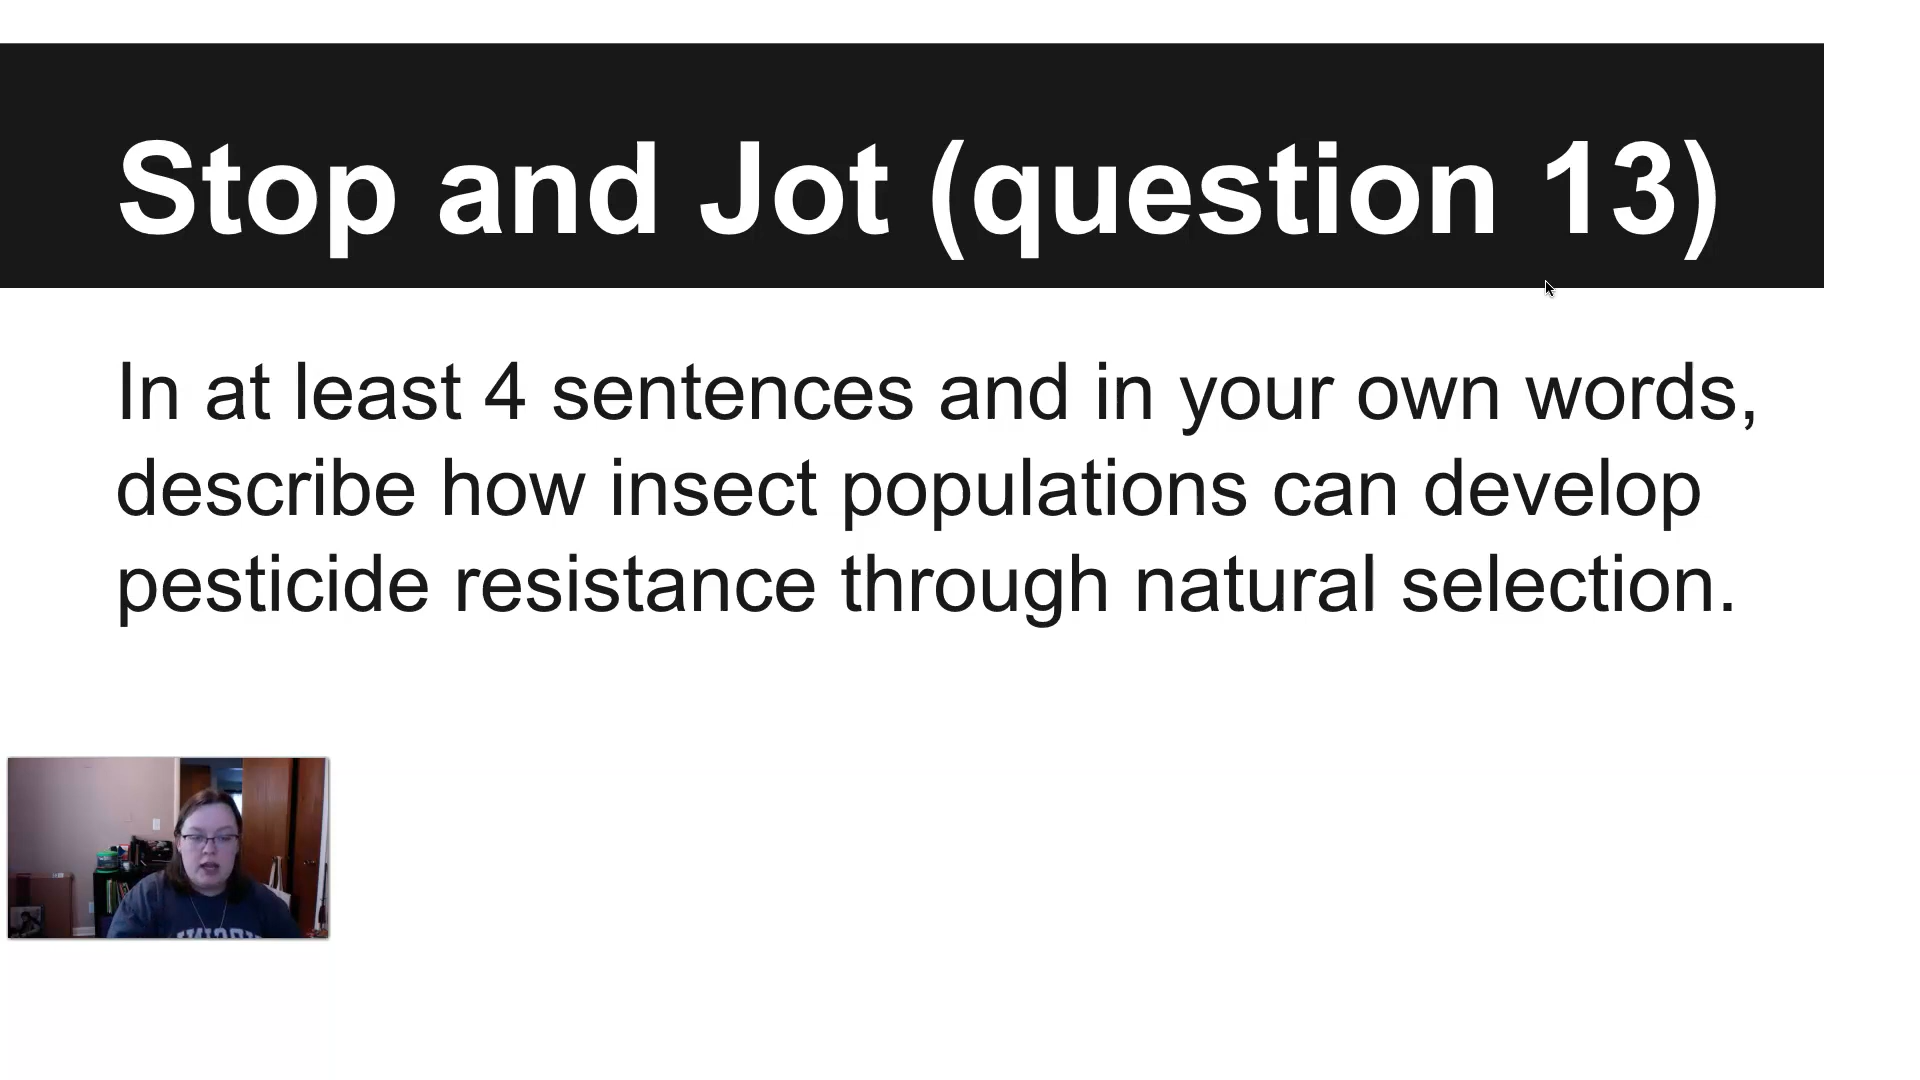 Stop and Jot (question 13)
In at least 4 sentences and in your own words,
describe how insect populations can develop
pesticide resistance through natural selection.